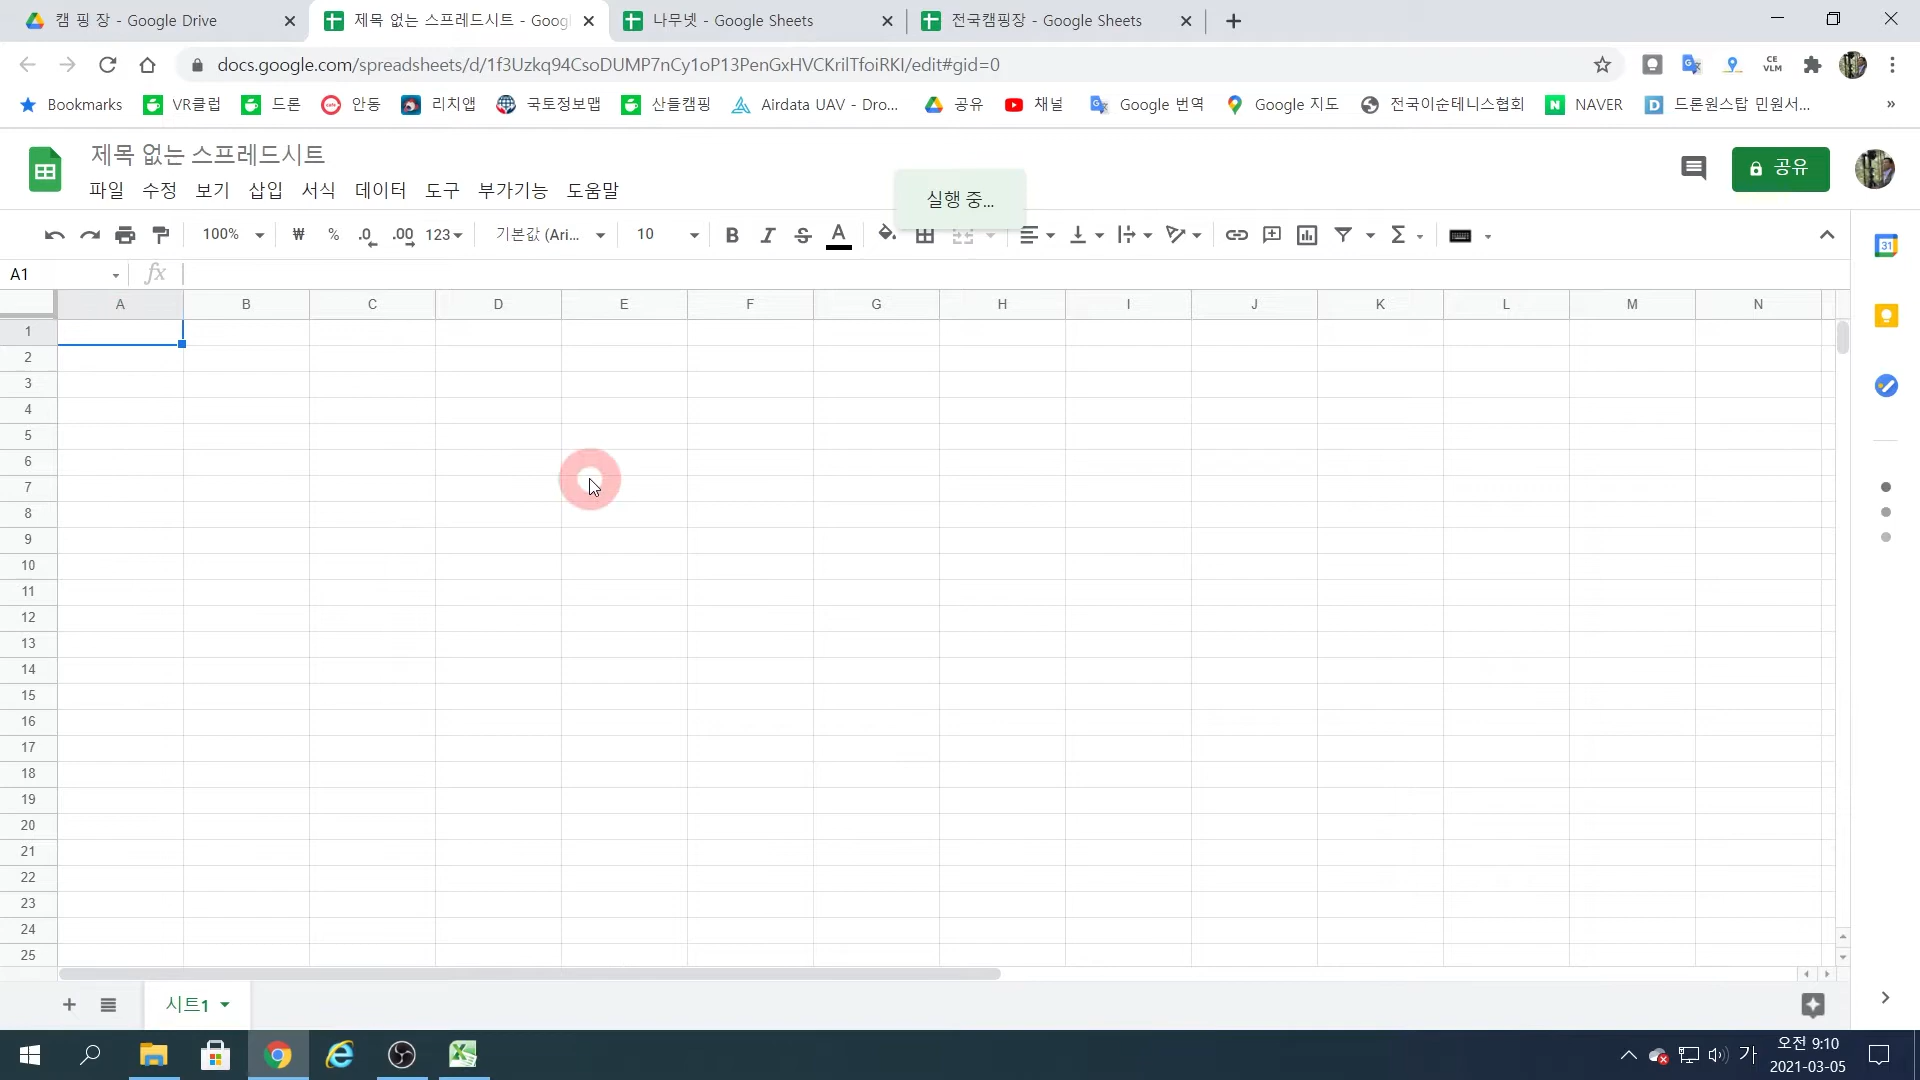 캠 핑 장 - Google Drive
제목 없는 스프레드시트 - Goog
나무넷 - Google Sheets
전국캠핑장 - Google Sheets
docs.google.com/spreadsheets/d/1f3Uzkq94CsoDUMP7nCy1oP13PenGxHVCKrilTfoiRKI/edit#gid=0
CE
VLM
Bookmarks
VR클럽
드론
안동
리치앱
국토정보맵
산들캠핑
Airdata UAV - Dro...
공유
채널
Google 번역
Google 지도
전국이순테니스협회
N NAVER
D 드론원스탑 민원서...
»
제목 없는 스프레드시트
파일 수정 보기 삽입 서식 데이터 도구 부가기능 도움말
실행 중...
공유
100% ₩ % .0 .00 123 기본값 (Ari... 10 B I S A Σ
31
A1 fx
A B C D E F G H I J K L M N
1
2
3
4
5
6
7
8
9
10
11
12
13
14
15
16
17
18
19
20
21
22
23
24
25
시트1
가
오전 9:10
2021-03-05